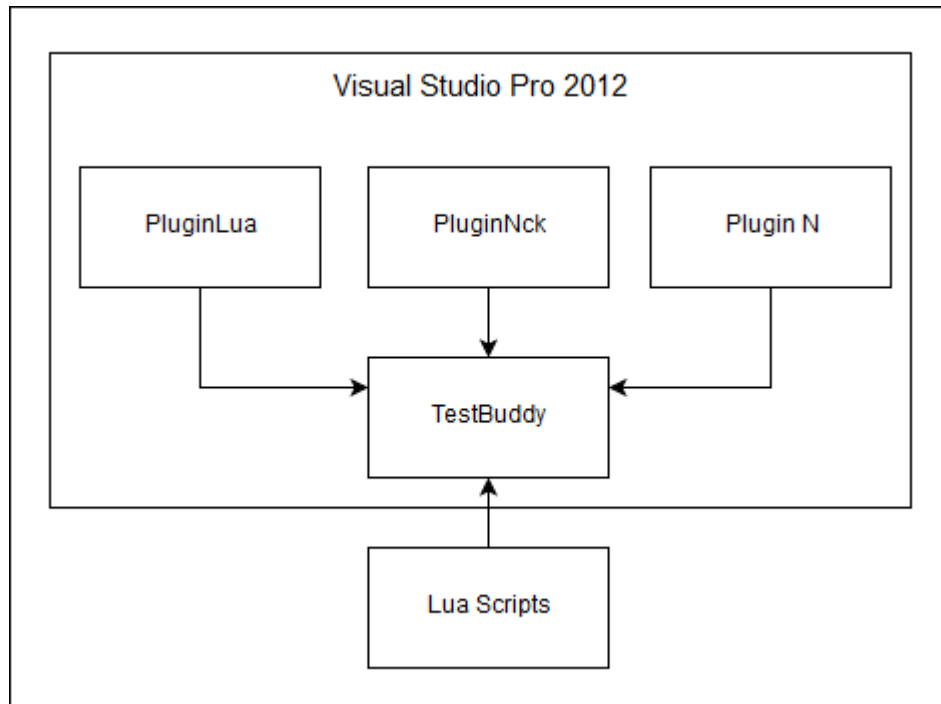 Visual Studio Pro 2012
PluginLua
PluginNck
Plugin N
TestBuddy
Lua Scripts